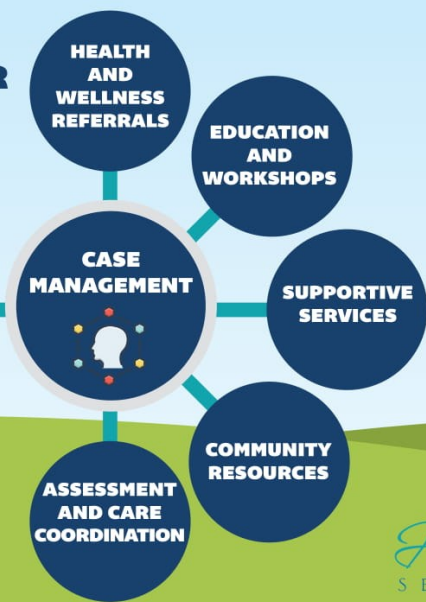 HEALTH
AND
WELLNESS
REFERRALS
EDUCATION
AND
WORKSHOPS
CASE
MANAGEMENT
SUPPORTIVE
SERVICES
COMMUNITY
RESOURCES
ASSESSMENT
AND CARE
COORDINATION